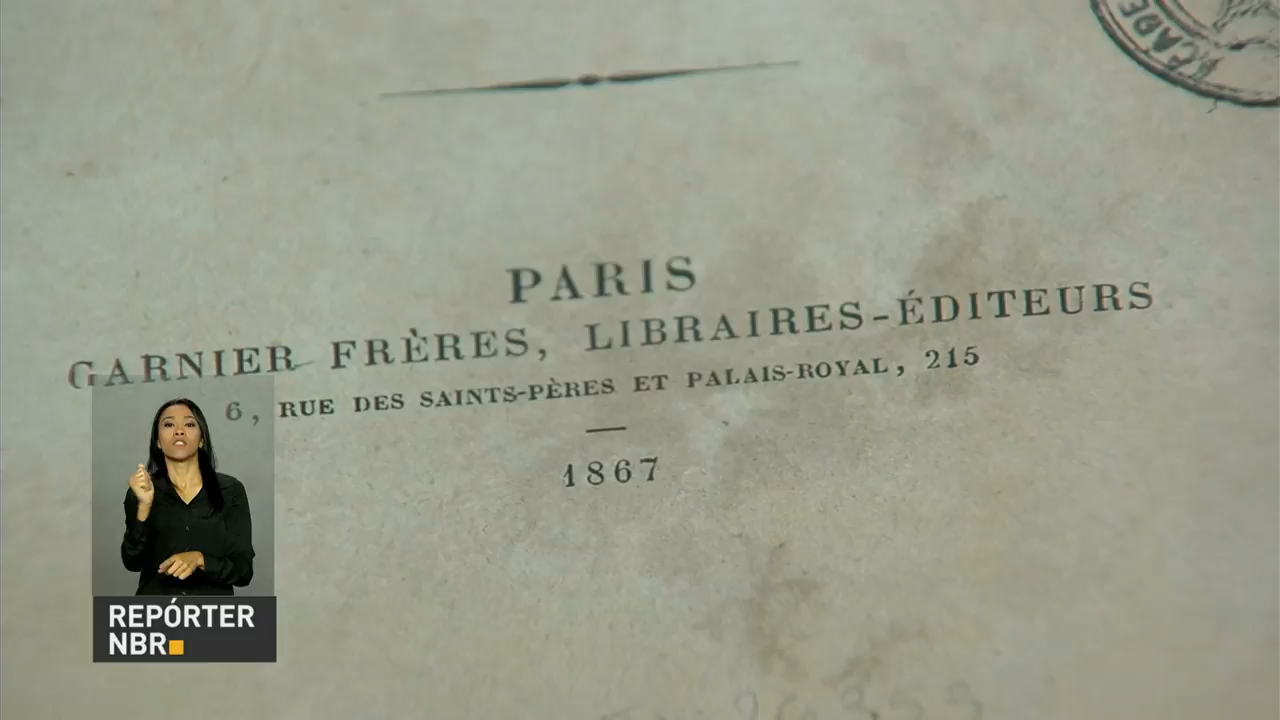 PARIS
GARNIER FRÈRES, LIBRAIRES-ÉDITEURS
6, RUE DES SAINTS-PÈRES ET PALAIS-ROYAL, 215
1867
REPÓRTER
NBR